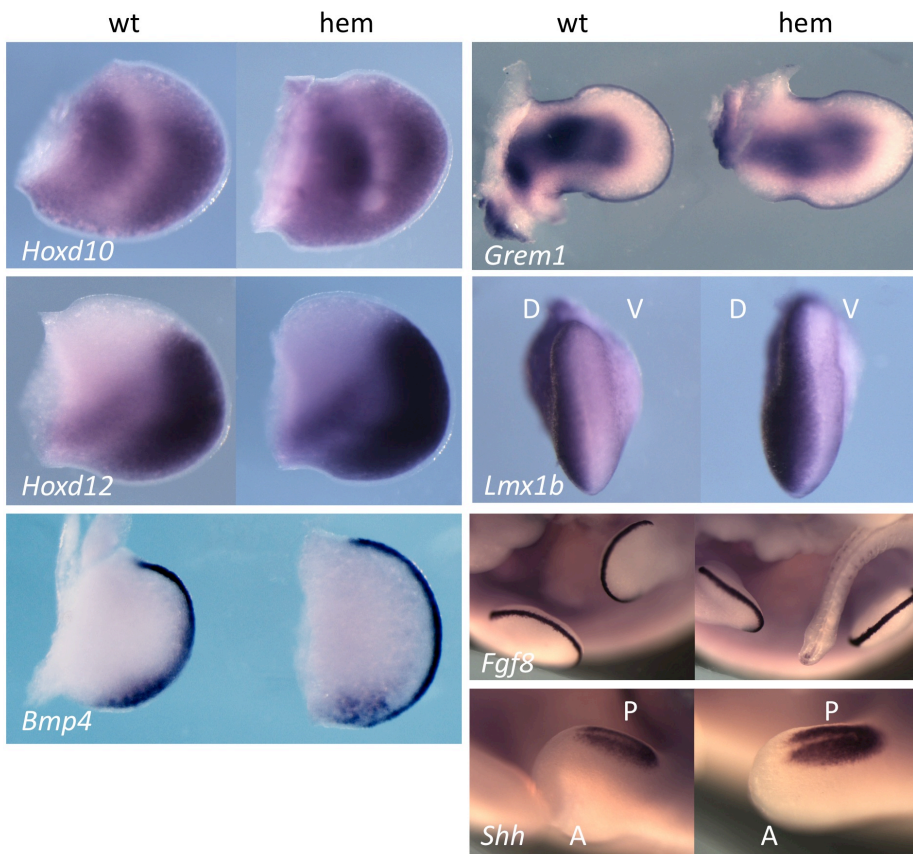 wt hem wt hem
Hoxd10 Grem1
D V D V
Hoxd12 Lmx1b
Bmp4 Fgf8
P P
Shh A A